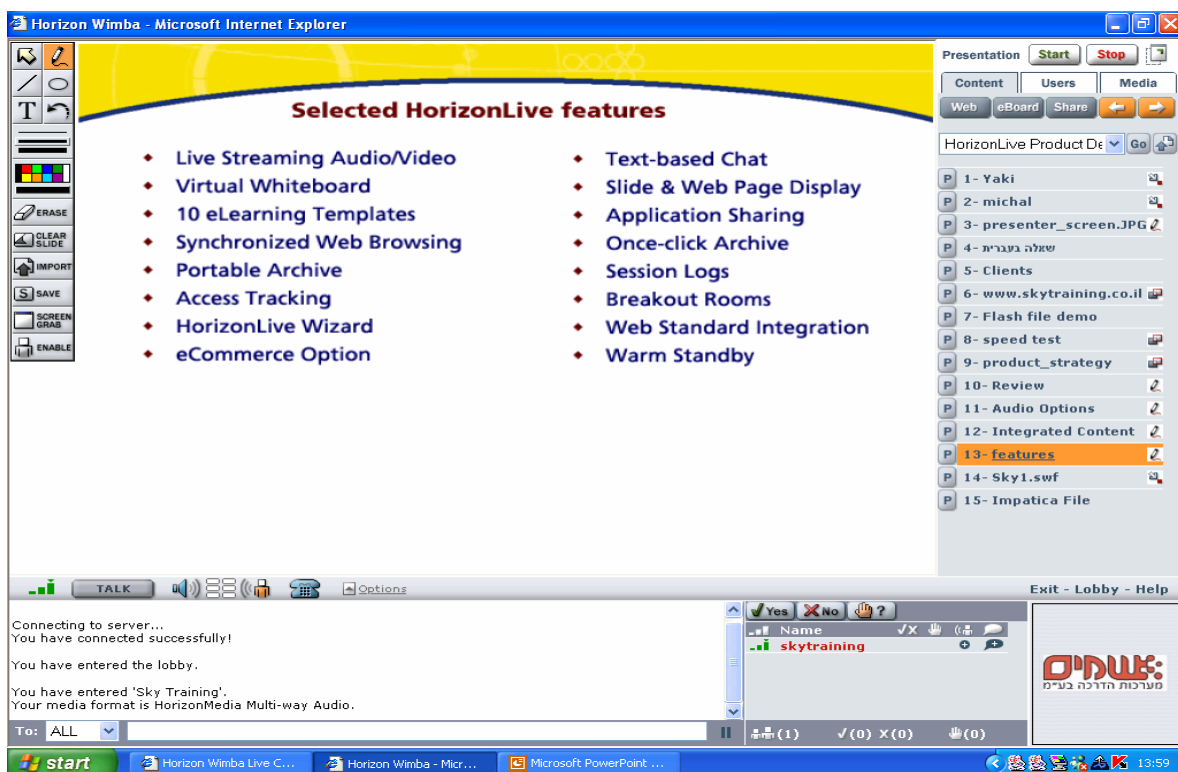 Horizon Wimba - Microsoft Internet Explorer
T
ERASE
CLEAR SLIDE
IMPORT
S SAVE
SCREEN GRAB
ENABLE
Selected HorizonLive features
Live Streaming Audio/Video
Virtual Whiteboard
10 eLearning Templates
Synchronized Web Browsing
Portable Archive
Access Tracking
HorizonLive Wizard
eCommerce Option
Text-based Chat
Slide & Web Page Display
Application Sharing
Once-click Archive
Session Logs
Breakout Rooms
Web Standard Integration
Warm Standby
Presentation Start Stop
Content Users Media
Web eBoard Share
HorizonLive Product De Go
P 1- Yaki
P 2- michal
P 3- presenter_screen.JPG
P 4- שאלה בעברית
P 5- Clients
P 6- www.skytraining.co.il
P 7- Flash file demo
P 8- speed test
P 9- product_strategy
P 10- Review
P 11- Audio Options
P 12- Integrated Content
P 13- features
P 14- Sky1.swf
P 15- Impatica File
TALK Options
Exit - Lobby - Help
Connecting to server...
You have connected successfully!
You have entered the lobby.
You have entered 'Sky Training'.
Your media format is HorizonMedia Multi-way Audio.
To: ALL
Yes No ?
Name √X
skytraining
(1) √(0) X(0) (0)
מערכות הדרכה בע"מ
start Horizon Wimba Live C... Horizon Wimba - Micr... Microsoft PowerPoint ... 13:59